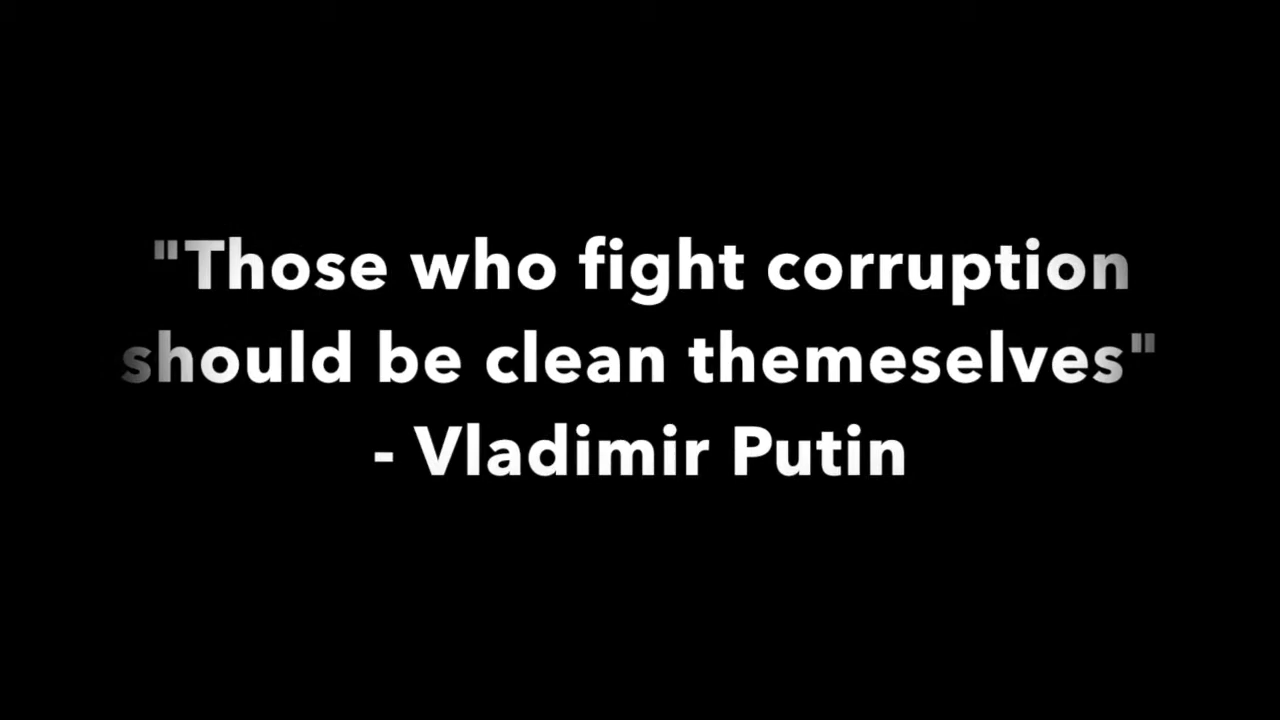 "Those who fight corruption
should be clean themeselves"
- Vladimir Putin